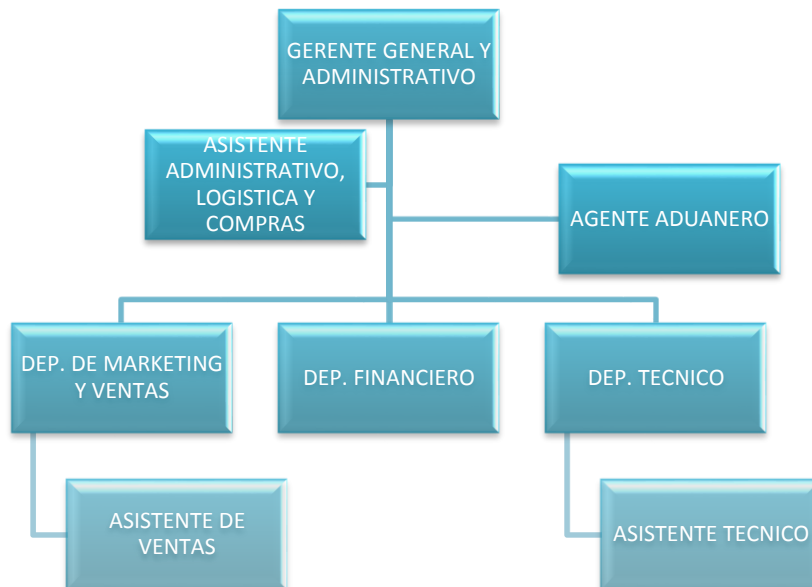 GERENTE GENERAL Y
ADMINISTRATIVO
ASISTENTE
ADMINISTRATIVO,
LOGISTICA Y
COMPRAS
AGENTE ADUANERO
DEP. DE MARKETING
Y VENTAS
DEP. FINANCIERO
DEP. TECNICO
ASISTENTE DE
VENTAS
ASISTENTE TECNICO